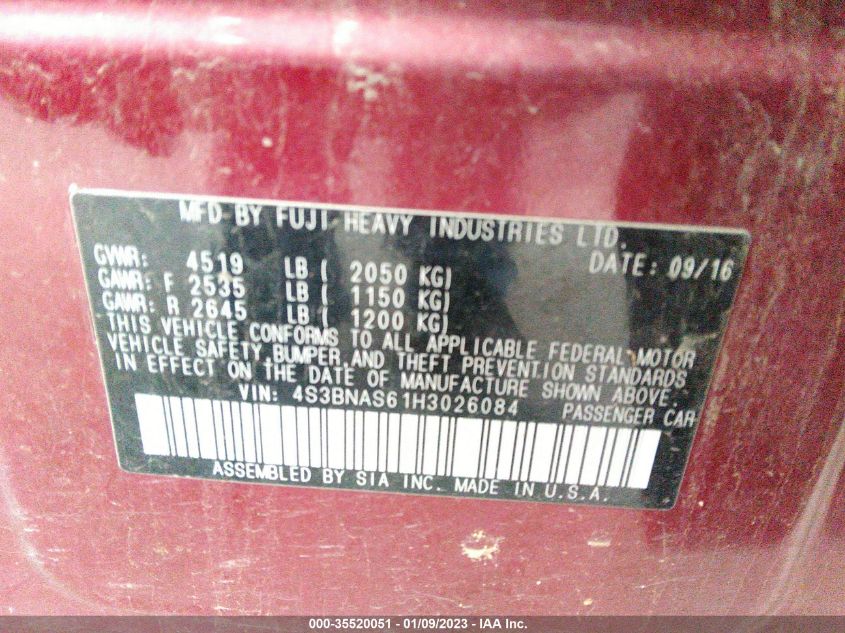 MFD BY FUJI HEAVY INDUSTRIES LTD.
GVWR: 4519 LB ( 2050 KG) DATE: 09/16
GAWR: F 2535 LB ( 1150 KG)
GAWR: R 2645 LB ( 1200 KG)
THIS VEHICLE CONFORMS TO ALL APPLICABLE FEDERAL MOTOR
VEHICLE SAFETY, BUMPER, AND THEFT PREVENTION STANDARDS
IN EFFECT ON THE DATE OF MANUFACTURE SHOWN ABOVE.
VIN: 4S3BNAS61H3026084 PASSENGER CAR
ASSEMBLED BY SIA INC. MADE IN U.S.A.
000-35520051 - 01/09/2023 - IAA Inc.